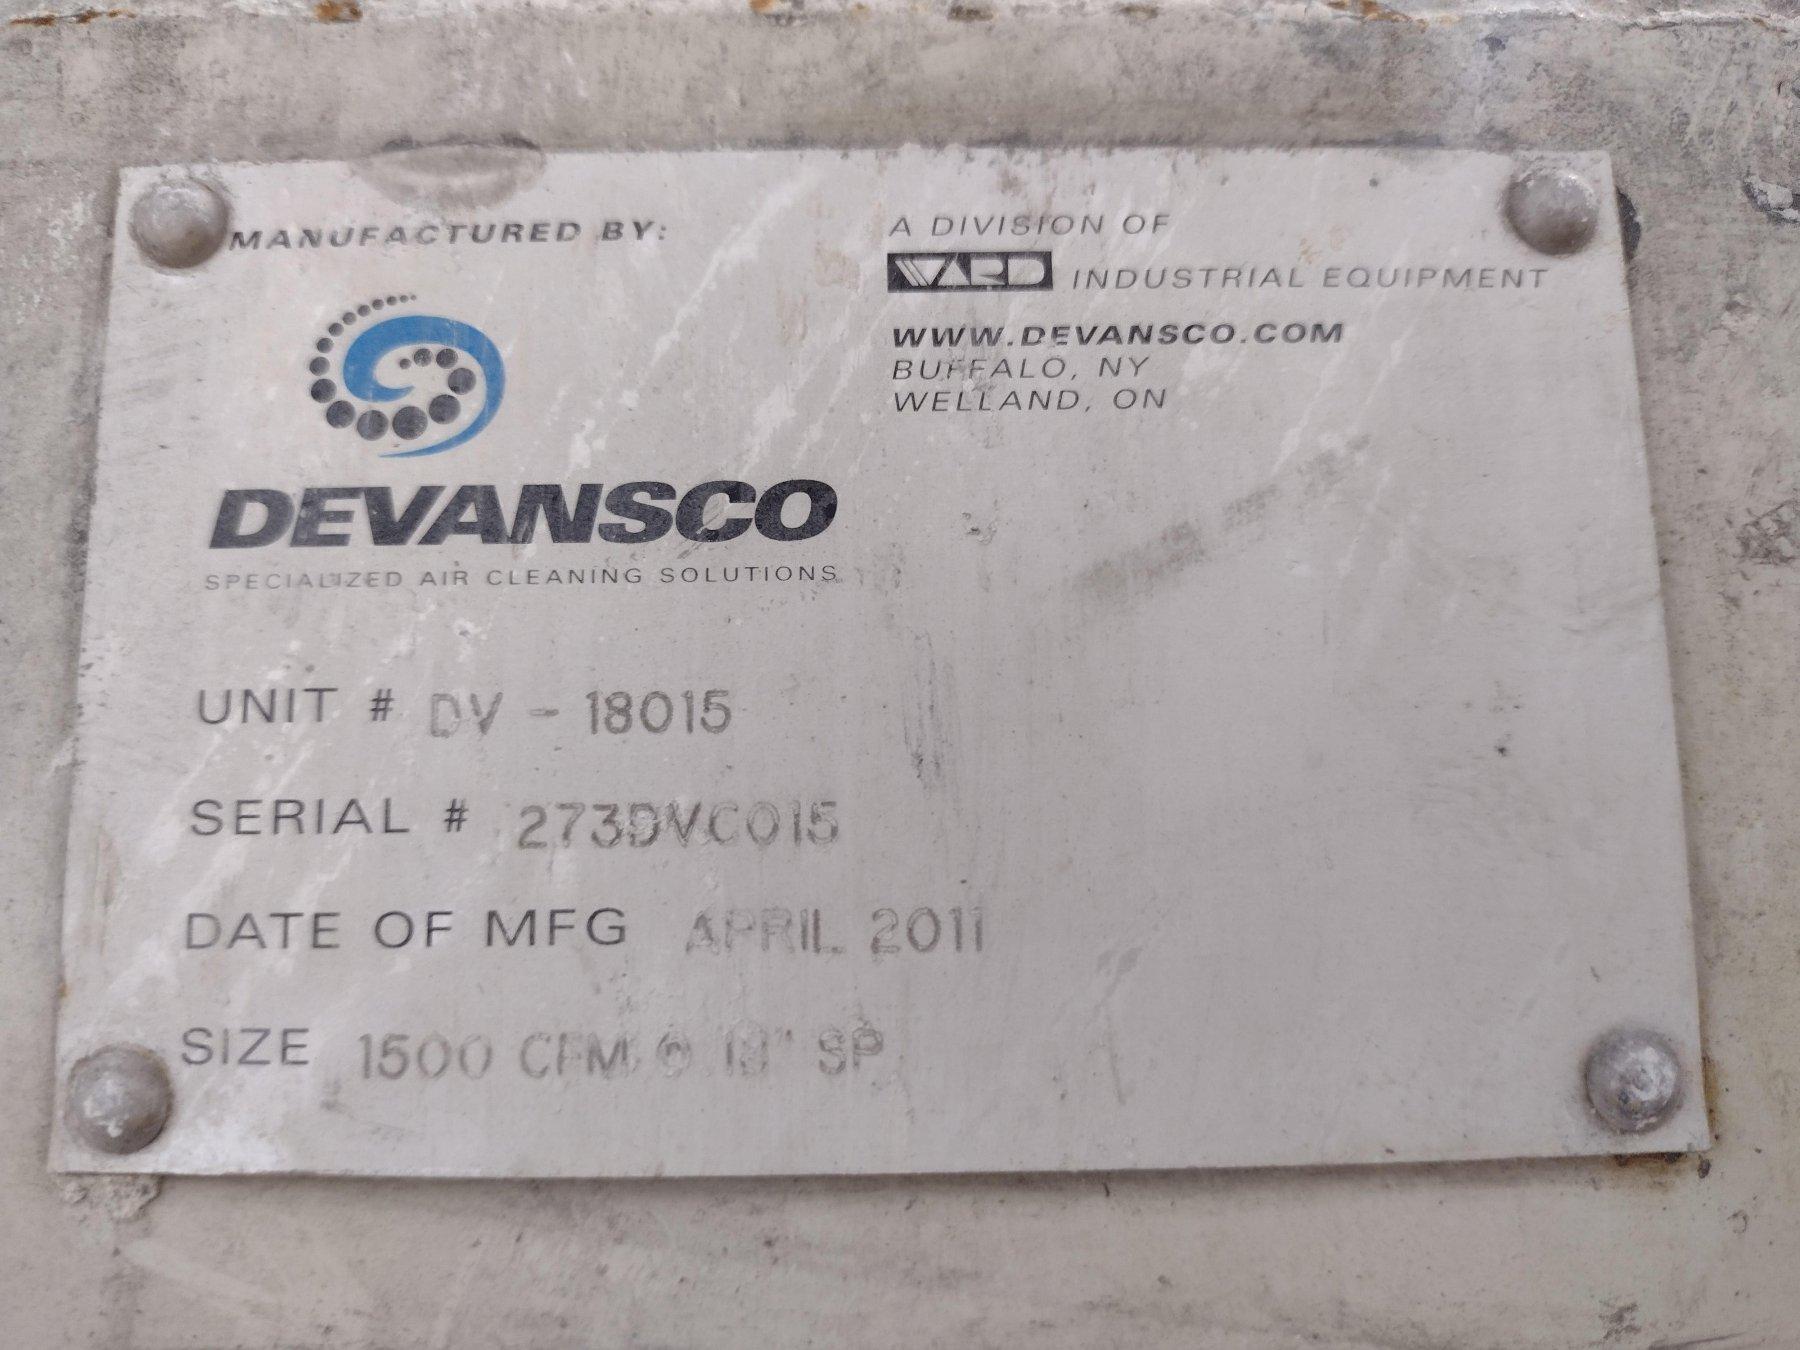 MANUFACTURED BY:
DEVANSCO
SPECIALIZED AIR CLEANING SOLUTIONS
A DIVISION OF
WARD INDUSTRIAL EQUIPMENT
WWW.DEVANSCO.COM
BUFFALO, NY
WELLAND, ON
UNIT # DV - 18015
SERIAL # 273DVC015
DATE OF MFG APRIL 2011
SIZE 1500 CFM @ SP